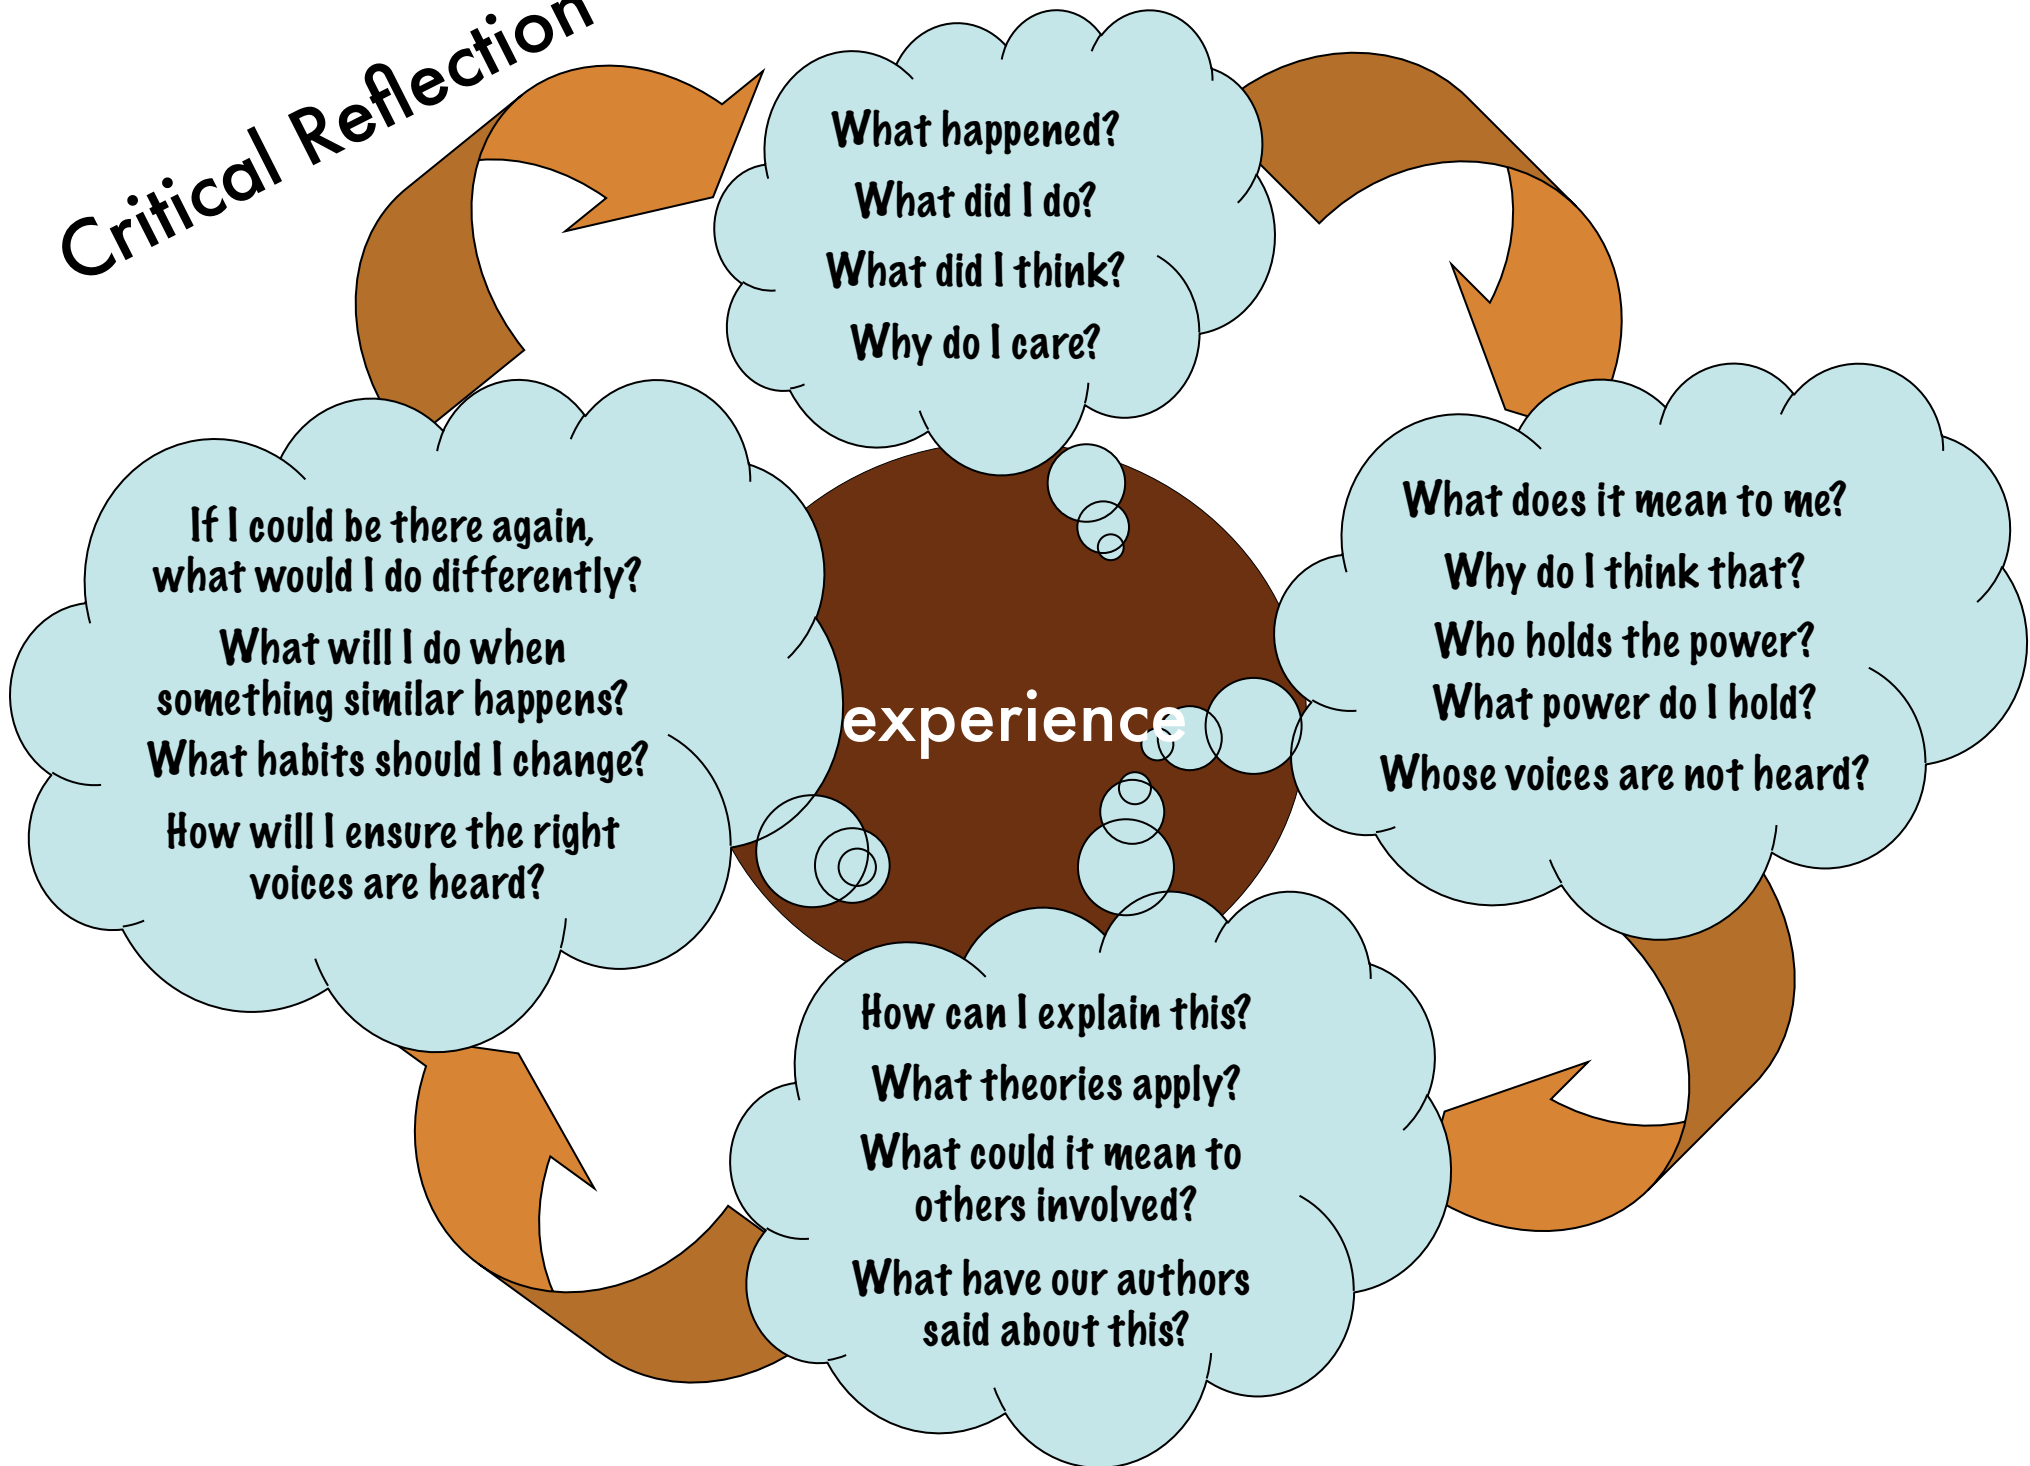 Critical Reflection
What happened?
What did I do?
What did I think?
Why do I care?
What does it mean to me?
Why do I think that?
Who holds the power?
What power do I hold?
Whose voices are not heard?
How can I explain this?
What theories apply?
What could it mean to
others involved?
What have our authors
said about this?
If I could be there again,
what would I do differently?
What will I do when
something similar happens?
What habits should I change?
How will I ensure the right
voices are heard?
experience